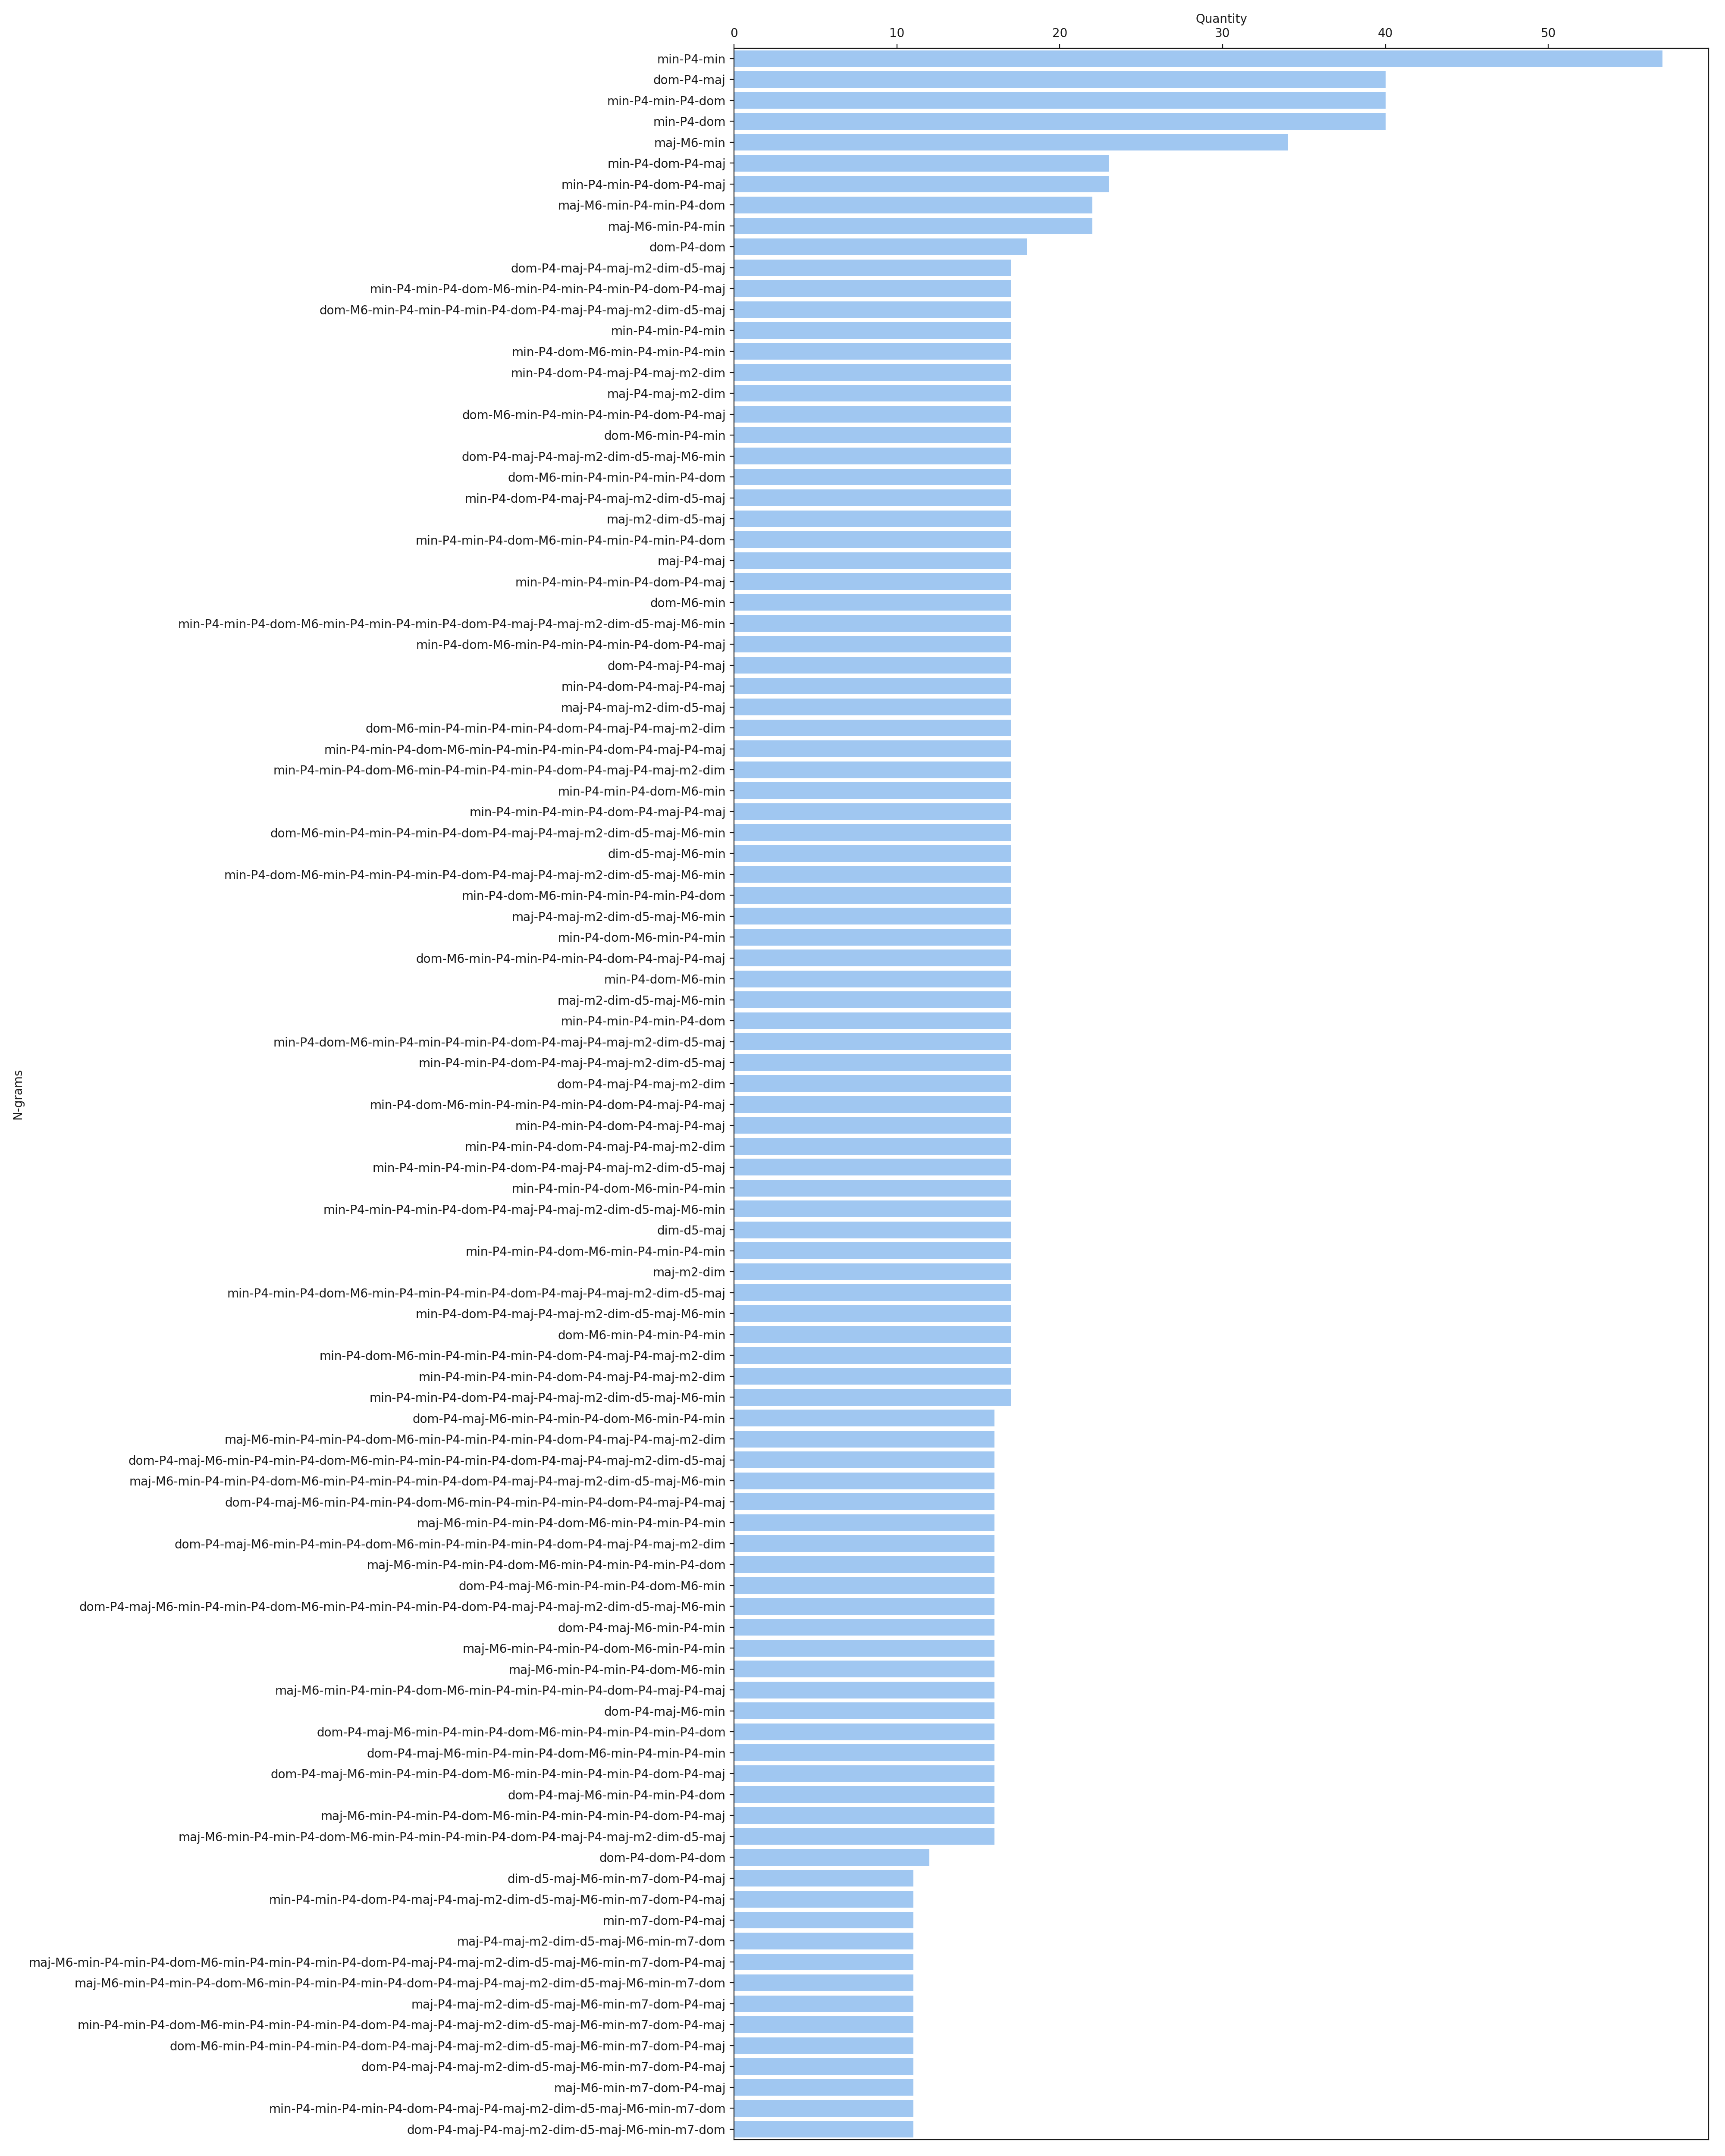 Quantity
0 10 20 30 40 50
min-P4-min
dom-P4-maj
min-P4-min-P4-dom
min-P4-dom
maj-M6-min
min-P4-dom-P4-maj
min-P4-min-P4-dom-P4-maj
maj-M6-min-P4-min-P4-dom
maj-M6-min-P4-min
dom-P4-dom
dom-P4-maj-P4-maj-m2-dim-d5-maj
min-P4-min-P4-dom-M6-min-P4-min-P4-min-P4-dom-P4-maj
dom-M6-min-P4-min-P4-min-P4-dom-P4-maj-P4-maj-m2-dim-d5-maj
min-P4-min-P4-min
min-P4-dom-M6-min-P4-min-P4-min
min-P4-dom-P4-maj-P4-maj-m2-dim
maj-P4-maj-m2-dim
dom-M6-min-P4-min-P4-min-P4-dom-P4-maj
dom-M6-min-P4-min
dom-P4-maj-P4-maj-m2-dim-d5-maj-M6-min
dom-M6-min-P4-min-P4-min-P4-dom
min-P4-dom-P4-maj-P4-maj-m2-dim-d5-maj
maj-m2-dim-d5-maj
min-P4-min-P4-dom-M6-min-P4-min-P4-min-P4-dom
maj-P4-maj
min-P4-min-P4-min-P4-dom-P4-maj
dom-M6-min
min-P4-min-P4-dom-M6-min-P4-min-P4-min-P4-dom-P4-maj-P4-maj-m2-dim-d5-maj-M6-min
min-P4-dom-M6-min-P4-min-P4-min-P4-dom-P4-maj
dom-P4-maj-P4-maj
min-P4-dom-P4-maj-P4-maj
maj-P4-maj-m2-dim-d5-maj
dom-M6-min-P4-min-P4-min-P4-dom-P4-maj-P4-maj-m2-dim
min-P4-min-P4-dom-M6-min-P4-min-P4-min-P4-dom-P4-maj-P4-maj
min-P4-min-P4-dom-M6-min-P4-min-P4-min-P4-dom-P4-maj-P4-maj-m2-dim
min-P4-min-P4-dom-M6-min
min-P4-min-P4-min-P4-dom-P4-maj-P4-maj
dom-M6-min-P4-min-P4-min-P4-dom-P4-maj-P4-maj-m2-dim-d5-maj-M6-min
dim-d5-maj-M6-min
min-P4-dom-M6-min-P4-min-P4-min-P4-dom-P4-maj-P4-maj-m2-dim-d5-maj-M6-min
min-P4-dom-M6-min-P4-min-P4-min-P4-dom
maj-P4-maj-m2-dim-d5-maj-M6-min
min-P4-dom-M6-min-P4-min
dom-M6-min-P4-min-P4-min-P4-dom-P4-maj-P4-maj
min-P4-dom-M6-min
maj-m2-dim-d5-maj-M6-min
min-P4-min-P4-min-P4-dom
min-P4-dom-M6-min-P4-min-P4-min-P4-dom-P4-maj-P4-maj-m2-dim-d5-maj
min-P4-min-P4-dom-P4-maj-P4-maj-m2-dim-d5-maj
dom-P4-maj-P4-maj-m2-dim
min-P4-dom-M6-min-P4-min-P4-min-P4-dom-P4-maj-P4-maj
min-P4-min-P4-dom-P4-maj-P4-maj
min-P4-min-P4-dom-P4-maj-P4-maj-m2-dim
min-P4-min-P4-min-P4-dom-P4-maj-P4-maj-m2-dim-d5-maj
min-P4-min-P4-dom-M6-min-P4-min
min-P4-min-P4-min-P4-dom-P4-maj-P4-maj-m2-dim-d5-maj-M6-min
dim-d5-maj
min-P4-min-P4-dom-M6-min-P4-min-P4-min
maj-m2-dim
min-P4-min-P4-dom-M6-min-P4-min-P4-min-P4-dom-P4-maj-P4-maj-m2-dim-d5-maj
min-P4-dom-P4-maj-P4-maj-m2-dim-d5-maj-M6-min
dom-M6-min-P4-min-P4-min
min-P4-dom-M6-min-P4-min-P4-min-P4-dom-P4-maj-P4-maj-m2-dim
min-P4-min-P4-min-P4-dom-P4-maj-P4-maj-m2-dim
min-P4-min-P4-dom-P4-maj-P4-maj-m2-dim-d5-maj-M6-min
dom-P4-maj-M6-min-P4-min-P4-dom-M6-min-P4-min
maj-M6-min-P4-min-P4-dom-M6-min-P4-min-P4-min-P4-dom-P4-maj-P4-maj-m2-dim
dom-P4-maj-M6-min-P4-min-P4-dom-M6-min-P4-min-P4-min-P4-dom-P4-maj-P4-maj-m2-dim-d5-maj
maj-M6-min-P4-min-P4-dom-M6-min-P4-min-P4-min-P4-dom-P4-maj-P4-maj-m2-dim-d5-maj-M6-min
dom-P4-maj-M6-min-P4-min-P4-dom-M6-min-P4-min-P4-min-P4-dom-P4-maj-P4-maj
maj-M6-min-P4-min-P4-dom-M6-min-P4-min-P4-min
dom-P4-maj-M6-min-P4-min-P4-dom-M6-min-P4-min-P4-min-P4-dom-P4-maj-P4-maj-m2-dim
maj-M6-min-P4-min-P4-dom-M6-min-P4-min-P4-min-P4-dom
dom-P4-maj-M6-min-P4-min-P4-dom-M6-min
dom-P4-maj-M6-min-P4-min-P4-dom-M6-min-P4-min-P4-min-P4-dom-P4-maj-P4-maj-m2-dim-d5-maj-M6-min
dom-P4-maj-M6-min-P4-min
maj-M6-min-P4-min-P4-dom-M6-min-P4-min
maj-M6-min-P4-min-P4-dom-M6-min
maj-M6-min-P4-min-P4-dom-M6-min-P4-min-P4-min-P4-dom-P4-maj-P4-maj
dom-P4-maj-M6-min
dom-P4-maj-M6-min-P4-min-P4-dom-M6-min-P4-min-P4-min-P4-dom
dom-P4-maj-M6-min-P4-min-P4-dom-M6-min-P4-min-P4-min
dom-P4-maj-M6-min-P4-min-P4-dom-M6-min-P4-min-P4-min-P4-dom-P4-maj
dom-P4-maj-M6-min-P4-min-P4-dom
maj-M6-min-P4-min-P4-dom-M6-min-P4-min-P4-min-P4-dom-P4-maj
maj-M6-min-P4-min-P4-dom-M6-min-P4-min-P4-min-P4-dom-P4-maj-P4-maj-m2-dim-d5-maj
dom-P4-dom-P4-dom
dim-d5-maj-M6-min-m7-dom-P4-maj
min-P4-min-P4-dom-P4-maj-P4-maj-m2-dim-d5-maj-M6-min-m7-dom-P4-maj
min-m7-dom-P4-maj
maj-P4-maj-m2-dim-d5-maj-M6-min-m7-dom
maj-M6-min-P4-min-P4-dom-M6-min-P4-min-P4-min-P4-dom-P4-maj-P4-maj-m2-dim-d5-maj-M6-min-m7-dom-P4-maj
maj-M6-min-P4-min-P4-dom-M6-min-P4-min-P4-min-P4-dom-P4-maj-P4-maj-m2-dim-d5-maj-M6-min-m7-dom
maj-P4-maj-m2-dim-d5-maj-M6-min-m7-dom-P4-maj
min-P4-min-P4-dom-M6-min-P4-min-P4-min-P4-dom-P4-maj-P4-maj-m2-dim-d5-maj-M6-min-m7-dom-P4-maj
dom-M6-min-P4-min-P4-min-P4-dom-P4-maj-P4-maj-m2-dim-d5-maj-M6-min-m7-dom-P4-maj
dom-P4-maj-P4-maj-m2-dim-d5-maj-M6-min-m7-dom-P4-maj
maj-M6-min-m7-dom-P4-maj
min-P4-min-P4-min-P4-dom-P4-maj-P4-maj-m2-dim-d5-maj-M6-min-m7-dom
dom-P4-maj-P4-maj-m2-dim-d5-maj-M6-min-m7-dom
N-grams